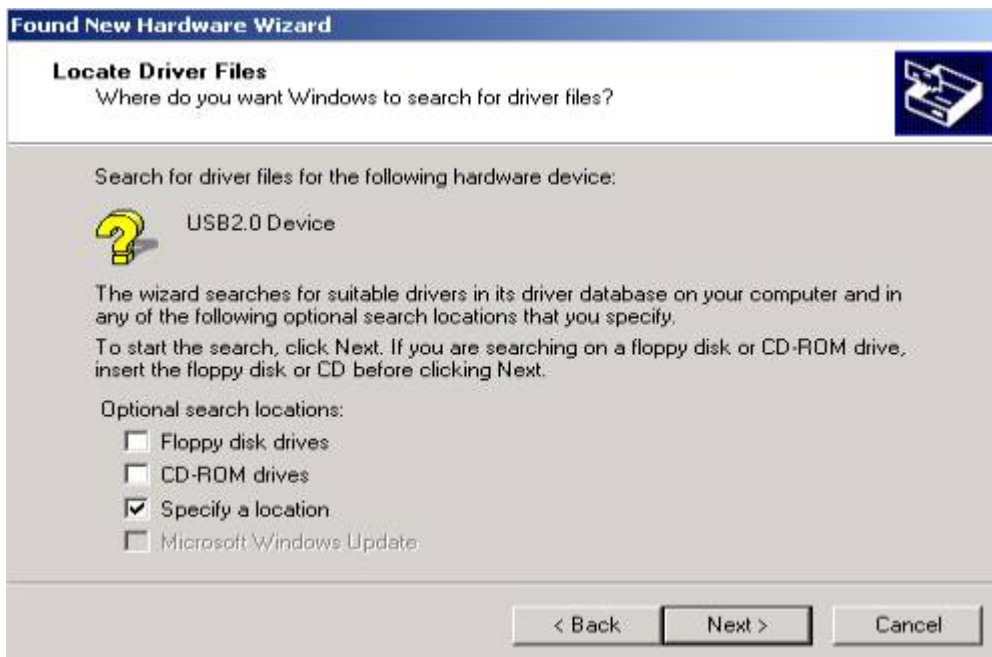 Found New Hardware Wizard
Locate Driver Files
Where do you want Windows to search for driver files?
Search for driver files for the following hardware device:
USB2.0 Device
The wizard searches for suitable drivers in its driver database on your computer and in
any of the following optional search locations that you specify.
To start the search, click Next. If you are searching on a floppy disk or CD-ROM drive,
insert the floppy disk or CD before clicking Next.
Optional search locations:
Floppy disk drives
CD-ROM drives
Specify a location
Microsoft Windows Update
< Back Next > Cancel